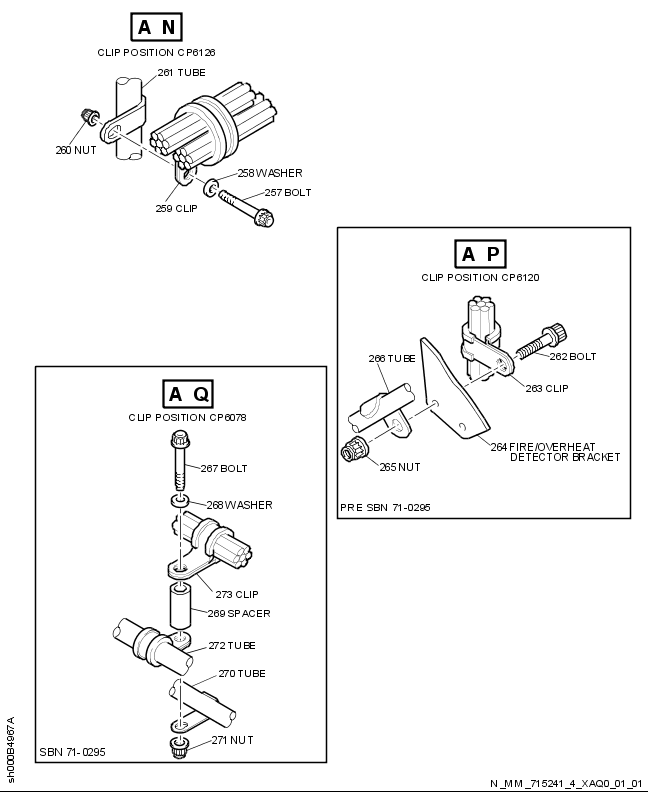 A N
CLIP POSITION CP6126
261 TUBE
260 NUT
258 WASHER
257 BOLT
259 CLIP
A P
CLIP POSITION CP6120
262 BOLT
266 TUBE
263 CLIP
264 FIRE/OVERHEAT
DETECTOR BRACKET
265 NUT
PRE SBN 71-0295
A Q
CLIP POSITION CP6078
267 BOLT
268 WASHER
273 CLIP
269 SPACER
272 TUBE
270 TUBE
271 NUT
SBN 71-0295
sh000B4967A
N_MM_715241_4_XAQ0_01_01